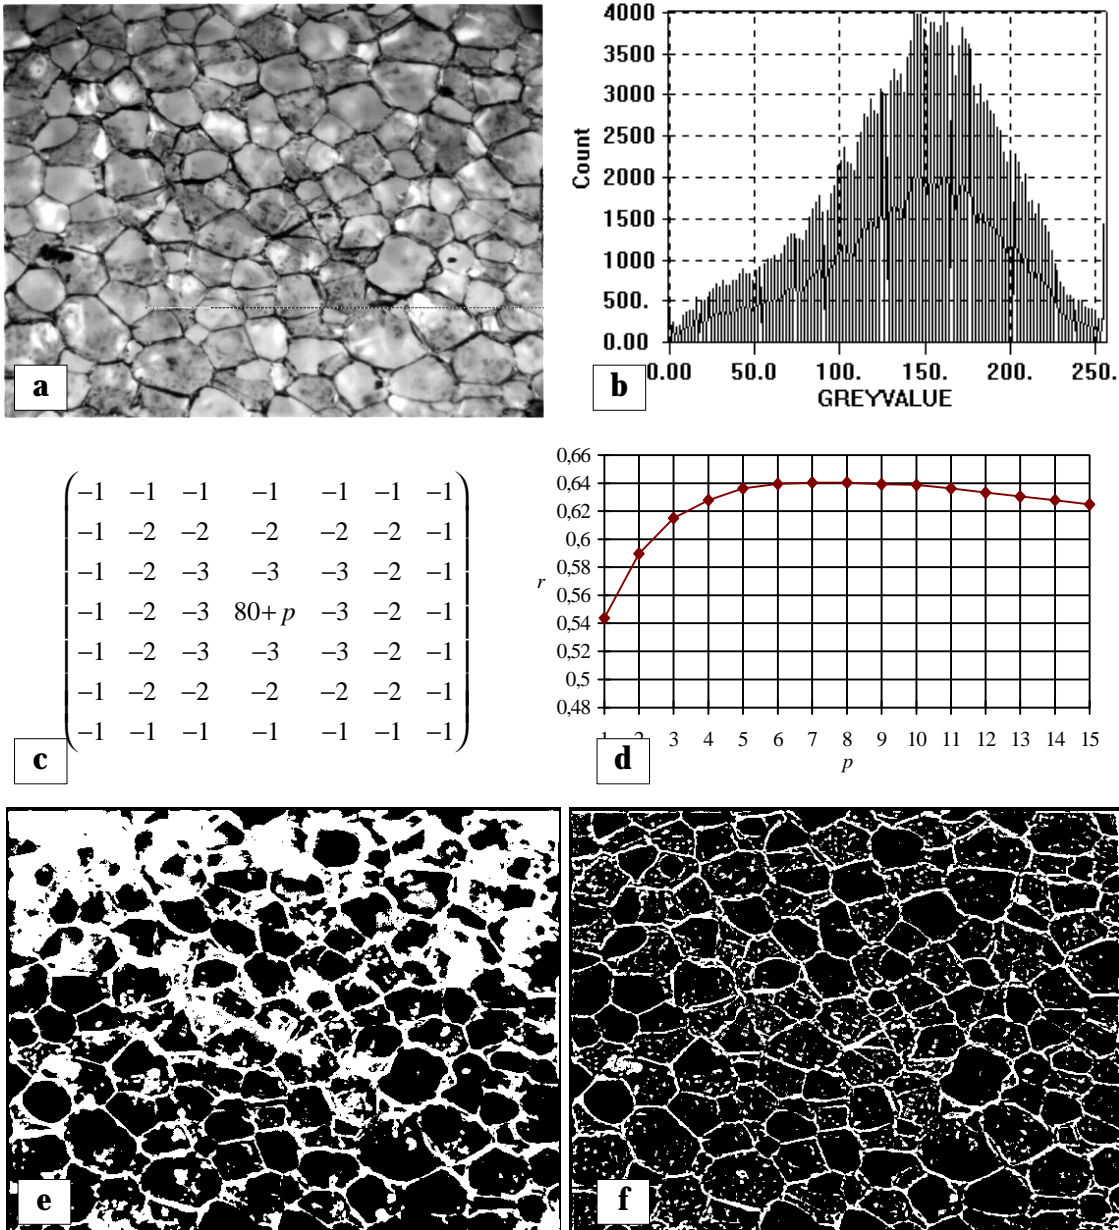 a
4000
3500
3000
2500
2000
1500
1000
500.
0.00
Count
0.00 50.0 100. 150. 200. 250.
GREYVALUE
b
−1 −1 −1 −1 −1 −1 −1
−1 −2 −2 −2 −2 −2 −1
−1 −2 −3 −3 −3 −2 −1
−1 −2 −3 80+p −3 −2 −1
−1 −2 −3 −3 −3 −2 −1
−1 −2 −2 −2 −2 −2 −1
−1 −1 −1 −1 −1 −1 −1
c
0,66
0,64
0,62
0,6
0,58
0,56
0,54
0,52
0,5
0,48
r
1 2 3 4 5 6 7 8 9 10 11 12 13 14 15
p
d
e
f